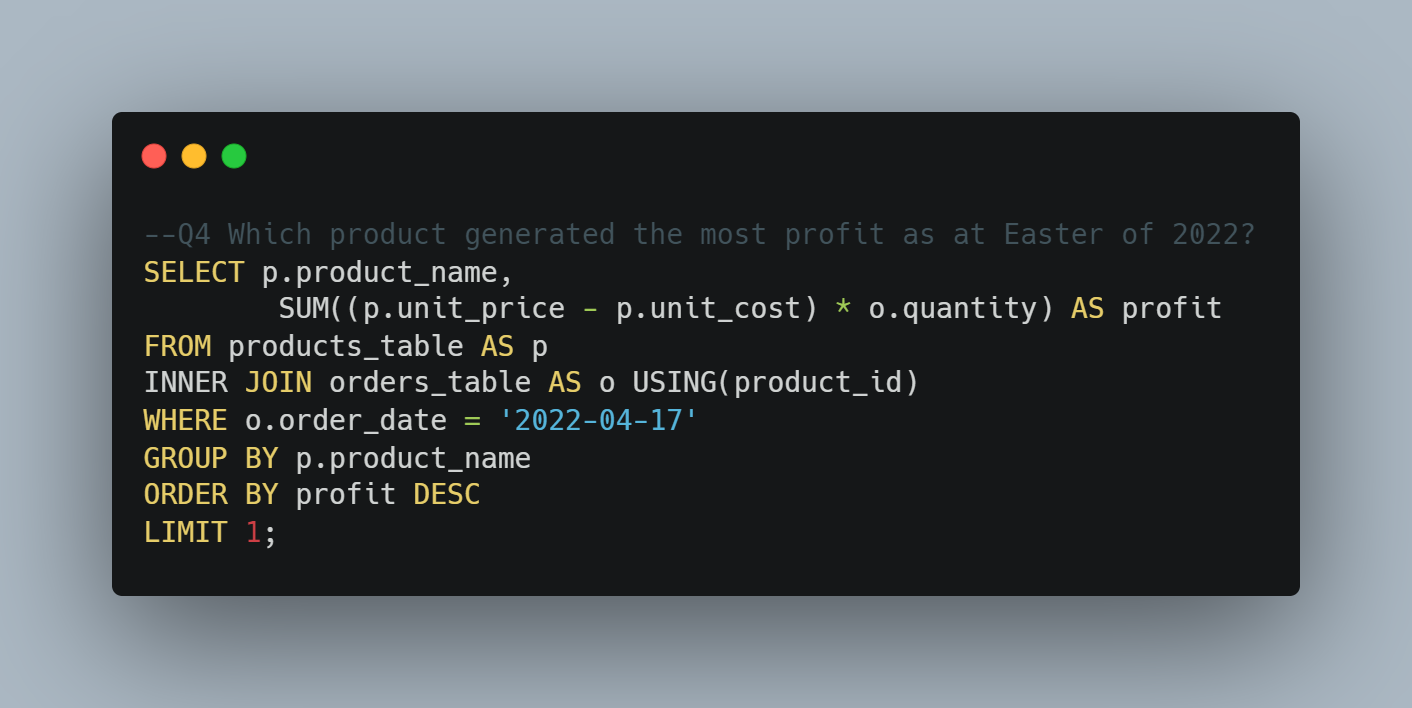 --Q4 Which product generated the most profit as at Easter of 2022?
SELECT p.product_name,
        SUM((p.unit_price - p.unit_cost) * o.quantity) AS profit
FROM products_table AS p
INNER JOIN orders_table AS o USING(product_id)
WHERE o.order_date = '2022-04-17'
GROUP BY p.product_name
ORDER BY profit DESC
LIMIT 1;